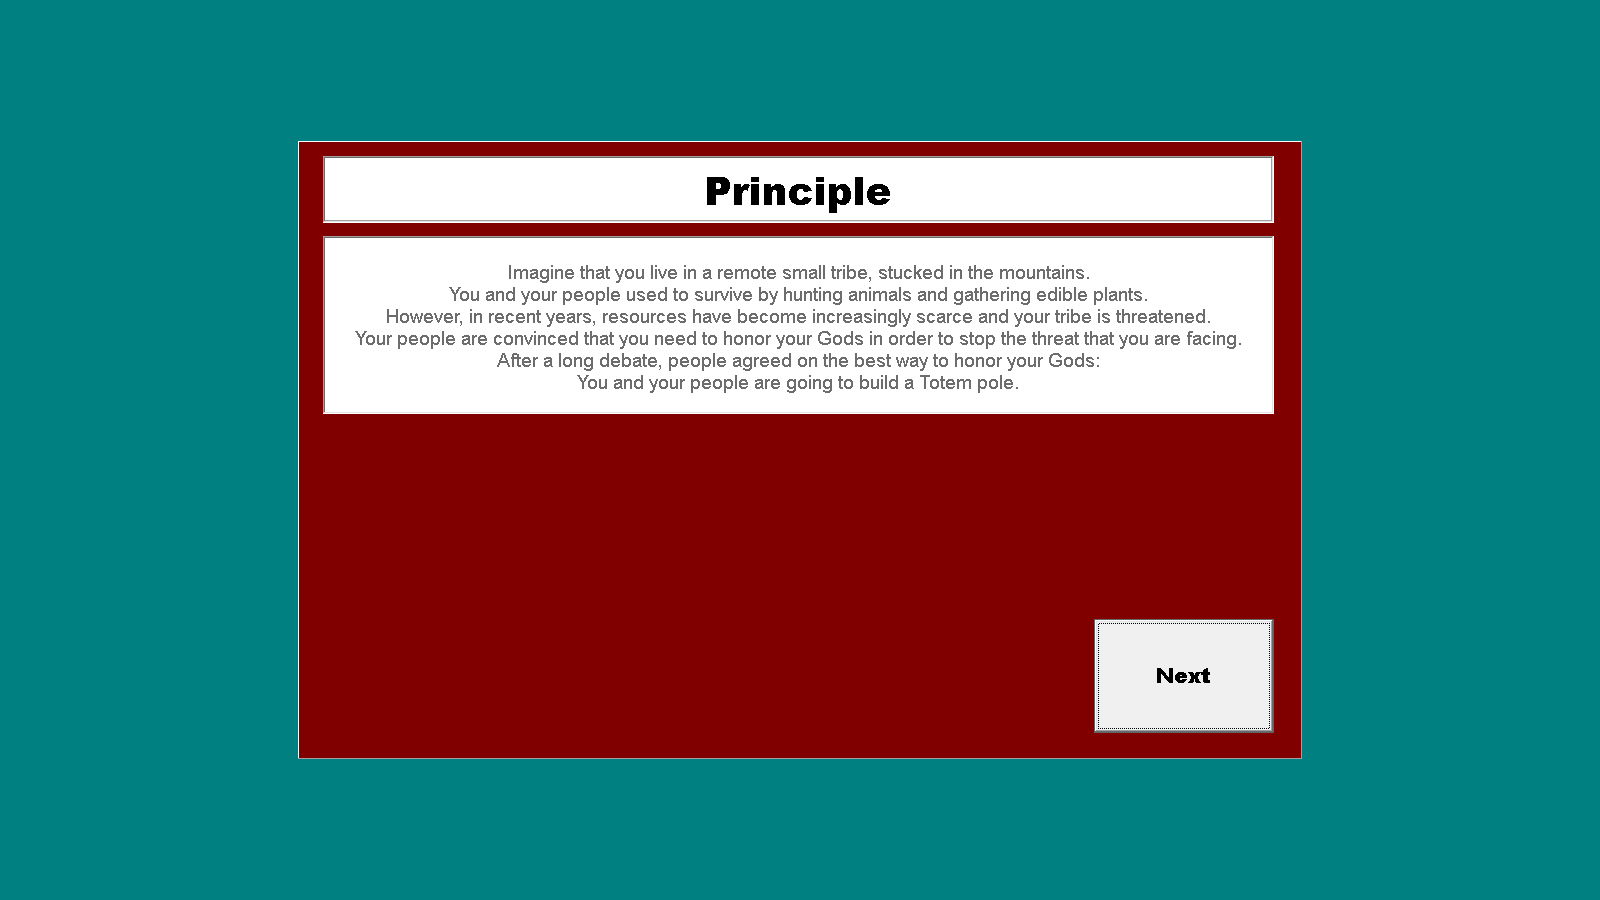 Principle
Imagine that you live in a remote small tribe, stucked in the mountains.
You and your people used to survive by hunting animals and gathering edible plants.
However, in recent years, resources have become increasingly scarce and your tribe is threatened.
Your people are convinced that you need to honor your Gods in order to stop the threat that you are facing.
After a long debate, people agreed on the best way to honor your Gods:
You and your people are going to build a Totem pole.
Next